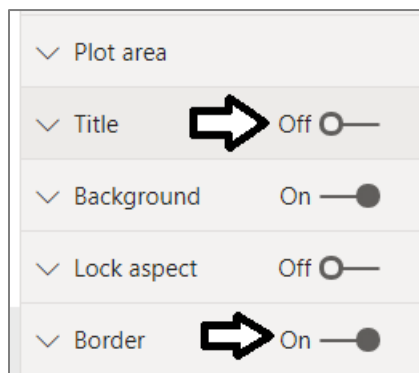 Plot area
Title Off
Background On
Lock aspect Off
Border On